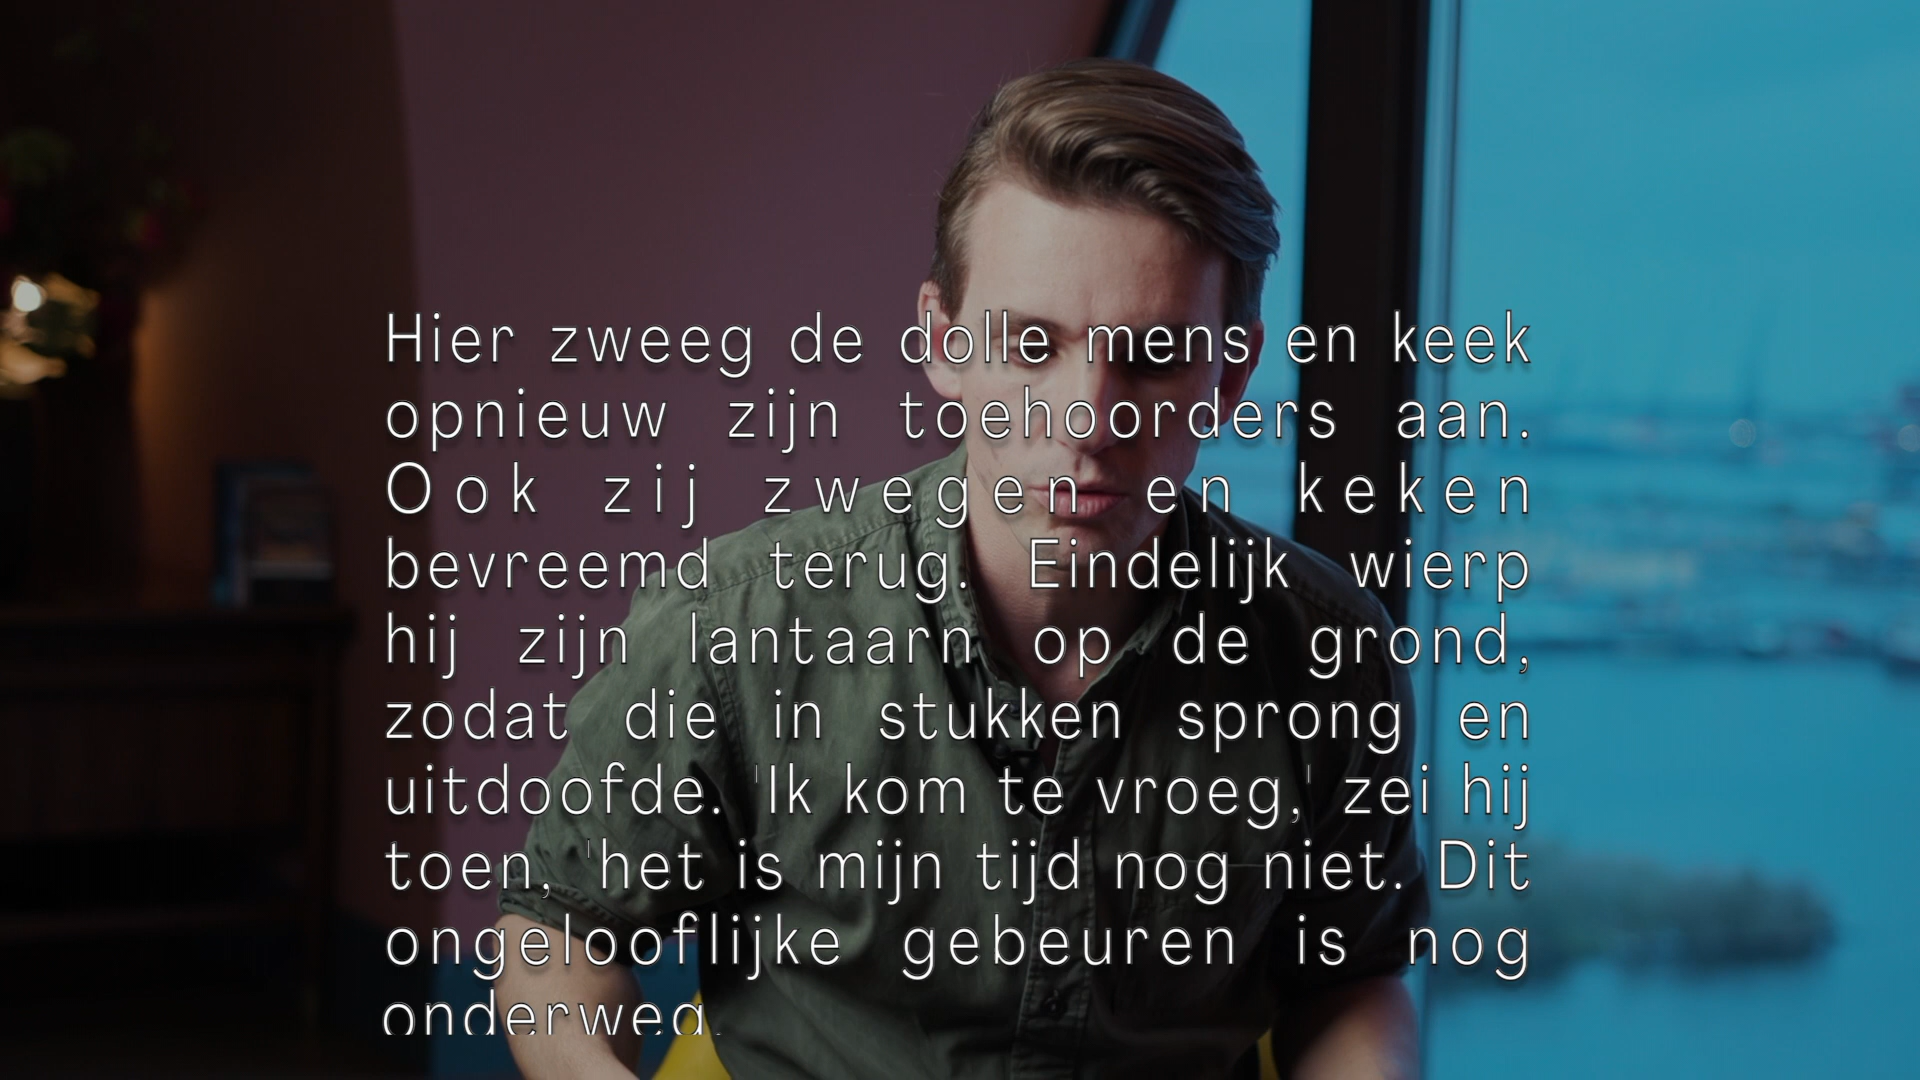 Hier zweeg de dolle mens en keek
opnieuw zijn toehoorders aan.
Ook zij zwegen en keken
bevreemd terug. Eindelijk wierp
hij zijn lantaarn op de grond,
zodat die in stukken sprong en
uitdoofde. 'Ik kom te vroeg,' zei hij
toen, 'het is mijn tijd nog niet. Dit
ongelooflijke gebeuren is nog
onderweg.